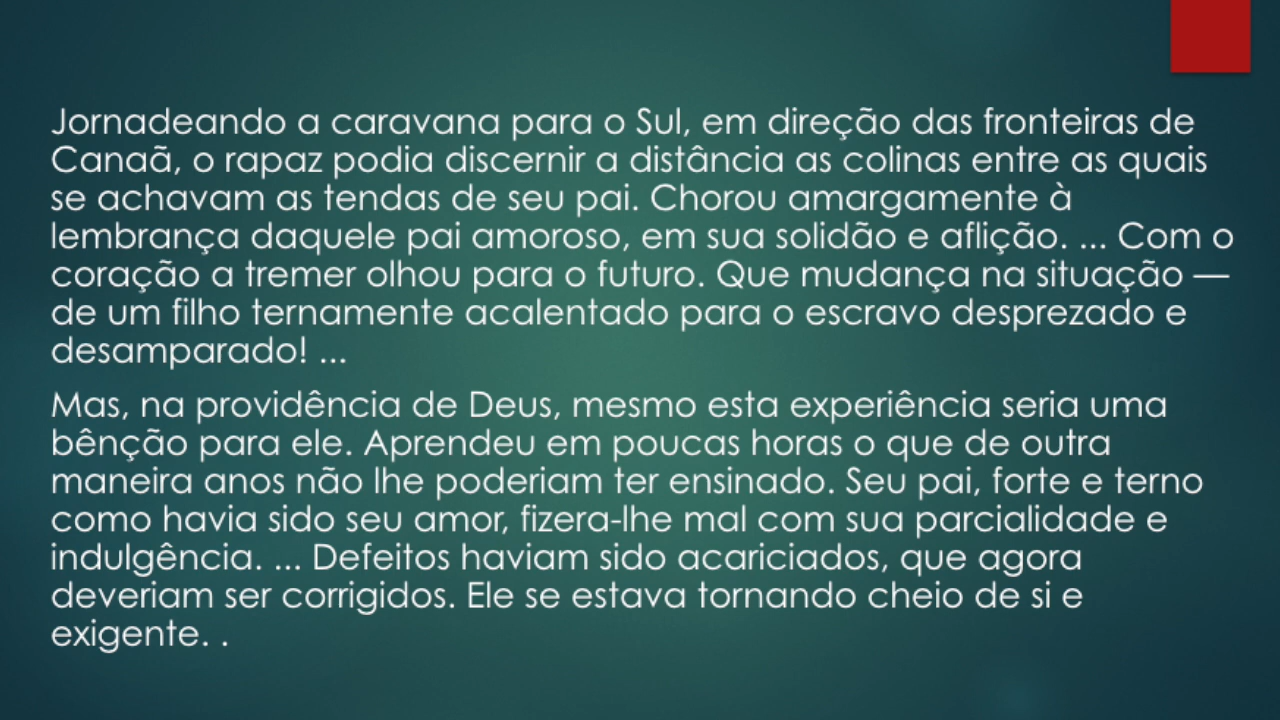 Jornadeando a caravana para o Sul, em direção das fronteiras de
Canaã, o rapaz podia discernir a distância as colinas entre as quais
se achavam as tendas de seu pai. Chorou amargamente à
lembrança daquele pai amoroso, em sua solidão e aflição. ... Com o
coração a tremer olhou para o futuro. Que mudança na situação —
de um filho ternamente acalentado para o escravo desprezado e
desamparado! ...
Mas, na providência de Deus, mesmo esta experiência seria uma
bênção para ele. Aprendeu em poucas horas o que de outra
maneira anos não lhe poderiam ter ensinado. Seu pai, forte e terno
como havia sido seu amor, fizera-lhe mal com sua parcialidade e
indulgência. ... Defeitos haviam sido acariciados, que agora
deveriam ser corrigidos. Ele se estava tornando cheio de si e
exigente. .